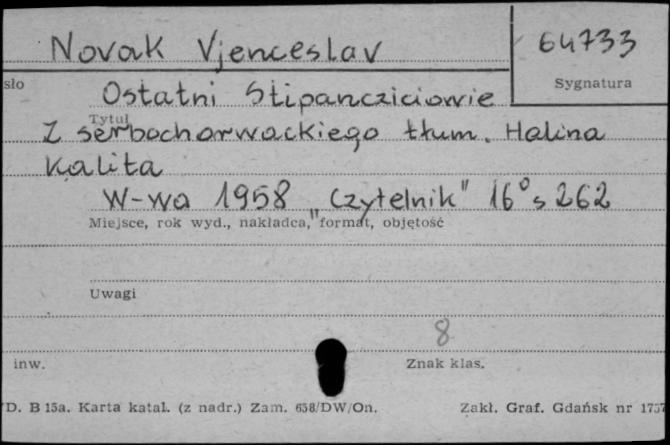 Novak Vjenceslav
64733
Sygnatura
sło
Ostatni Stipancziciowie
Tytuł
Z serbochorwackiego tłum. Halina
Kalita
W-wa 1958 "Czytelnik" 16° s 262
Miejsce, rok wyd., nakładca, format, objętość
Uwagi
8
inw.
Znak klas.
D. B 15a. Karta katal. (z nadr.) Zam. 658/DW/On.
Zakł. Graf. Gdańsk nr 1757